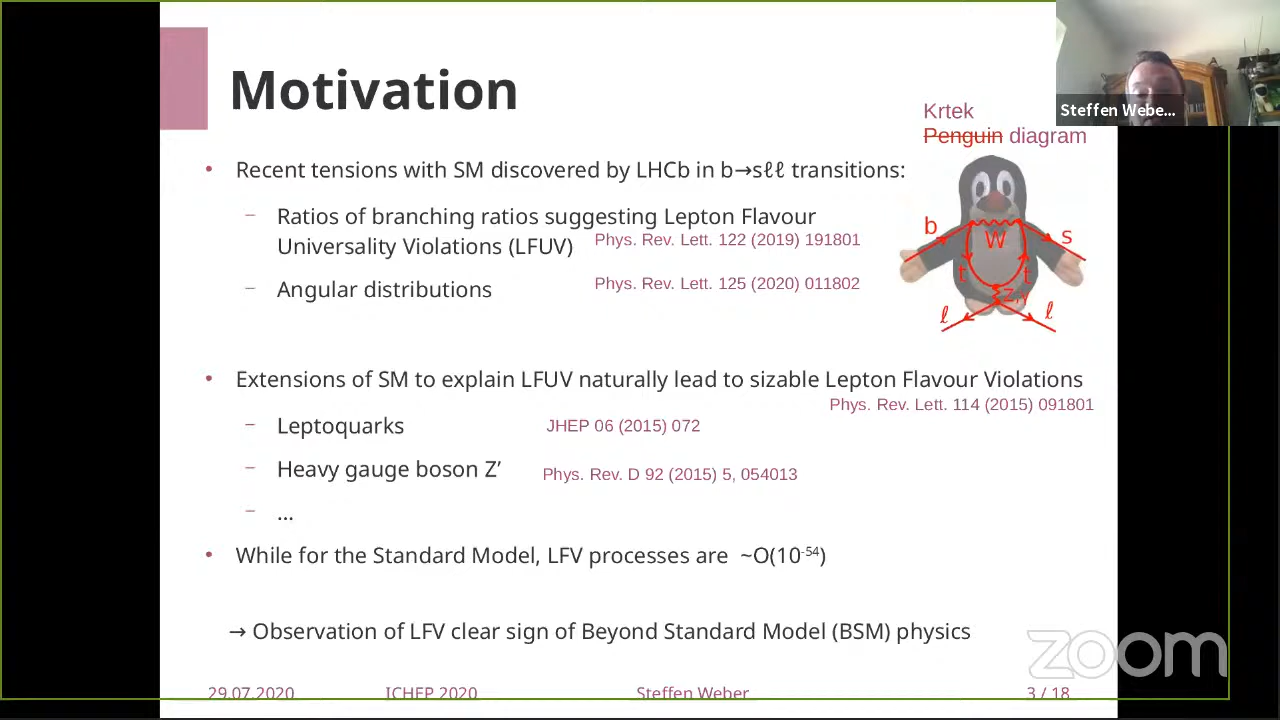 Motivation
Steffen Webe...
Krtek
Penguin diagram
• Recent tensions with SM discovered by LHCb in b→sℓℓ transitions:
– Ratios of branching ratios suggesting Lepton Flavour
Universality Violations (LFUV)
Phys. Rev. Lett. 122 (2019) 191801
– Angular distributions
Phys. Rev. Lett. 125 (2020) 011802
b
W
s
t
t
Z,γ
ℓ
ℓ
• Extensions of SM to explain LFUV naturally lead to sizable Lepton Flavour Violations
Phys. Rev. Lett. 114 (2015) 091801
– Leptoquarks
JHEP 06 (2015) 072
– Heavy gauge boson Z’
Phys. Rev. D 92 (2015) 5, 054013
– ...
• While for the Standard Model, LFV processes are ~O(10⁻⁵⁴)
→ Observation of LFV clear sign of Beyond Standard Model (BSM) physics
zoom
29.07.2020
ICHEP 2020
Steffen Weber
3 / 18